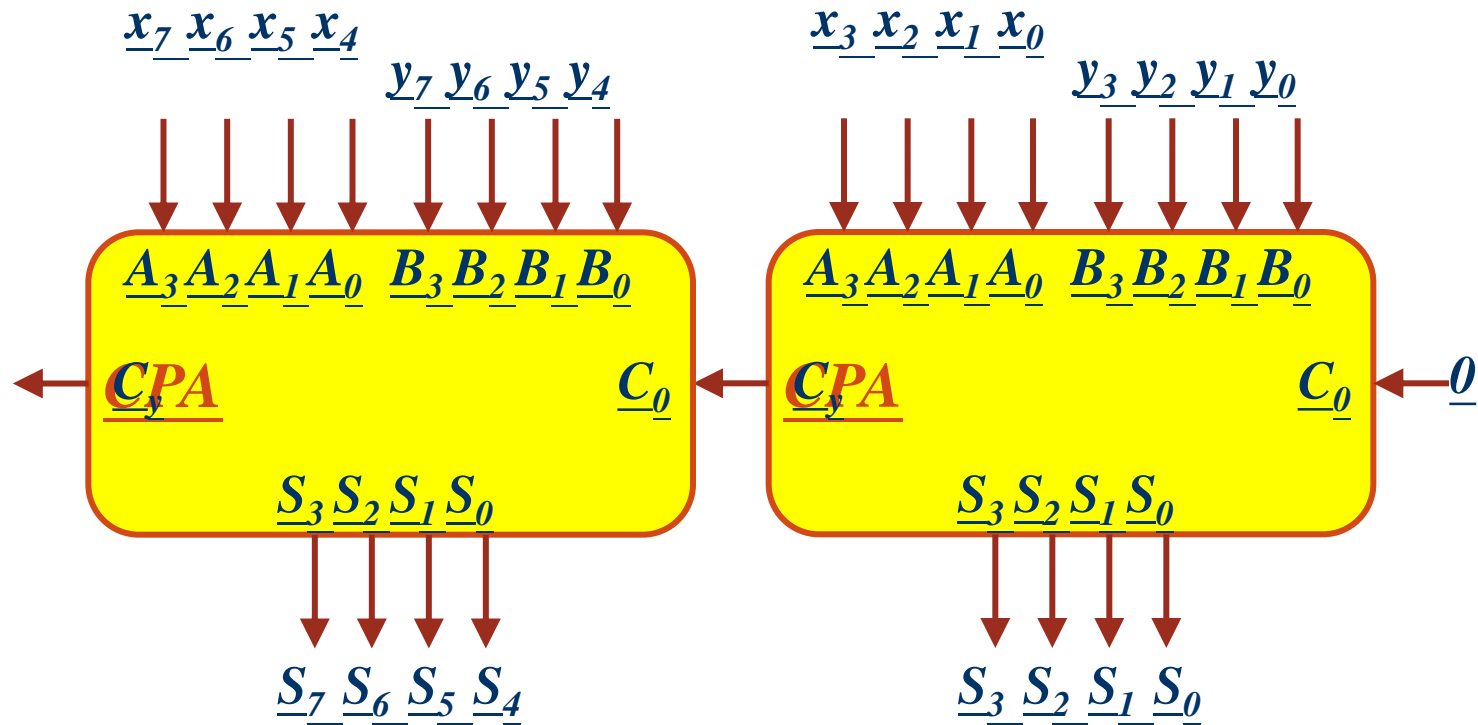 x7 x6 x5 x4
y7 y6 y5 y4
x3 x2 x1 x0
y3 y2 y1 y0
A3 A2 A1 A0 B3 B2 B1 B0
Cy CPA C0
S3 S2 S1 S0
A3 A2 A1 A0 B3 B2 B1 B0
Cy CPA C0 0
S3 S2 S1 S0
S7 S6 S5 S4
S3 S2 S1 S0